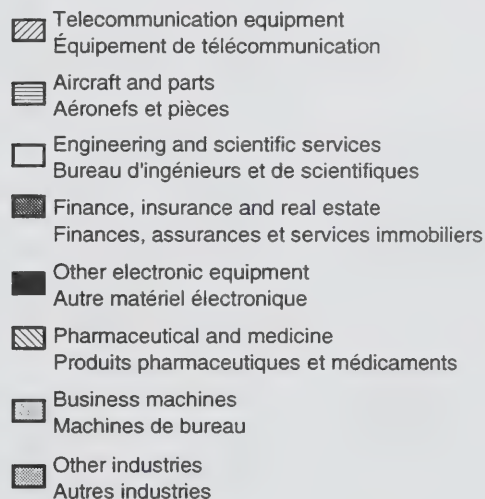 Telecommunication equipment
Équipement de télécommunication
Aircraft and parts
Aéronefs et pièces
Engineering and scientific services
Bureau d'ingénieurs et de scientifiques
Finance, insurance and real estate
Finances, assurances et services immobiliers
Other electronic equipment
Autre matériel électronique
Pharmaceutical and medicine
Produits pharmaceutiques et médicaments
Business machines
Machines de bureau
Other industries
Autres industries